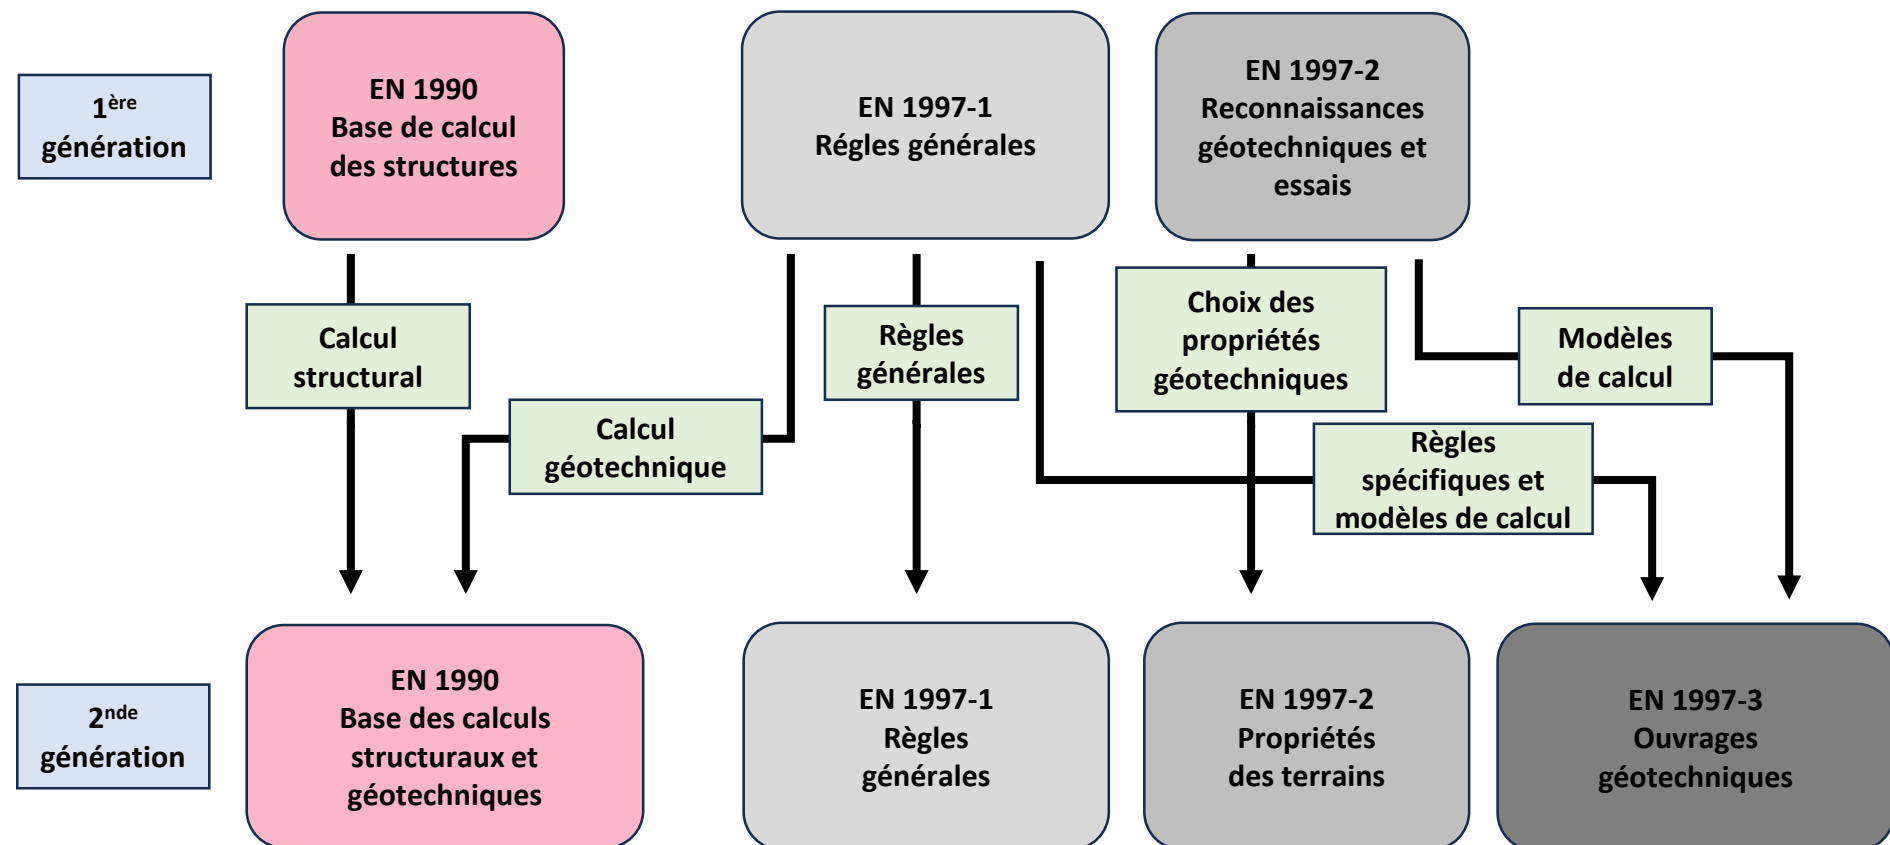 1ère
génération
EN 1990
Base de calcul
des structures
EN 1997-1
Régles générales
EN 1997-2
Reconnaissances
géotechniques et
essais
Calcul
structural
Calcul
géotechnique
Règles
générales
Choix des
propriétés
géotechniques
Modèles
de calcul
Règles
spécifiques et
modèles de calcul
2nde
génération
EN 1990
Base des calculs
structuraux et
géotechniques
EN 1997-1
Règles
générales
EN 1997-2
Propriétés
des terrains
EN 1997-3
Ouvrages
géotechniques